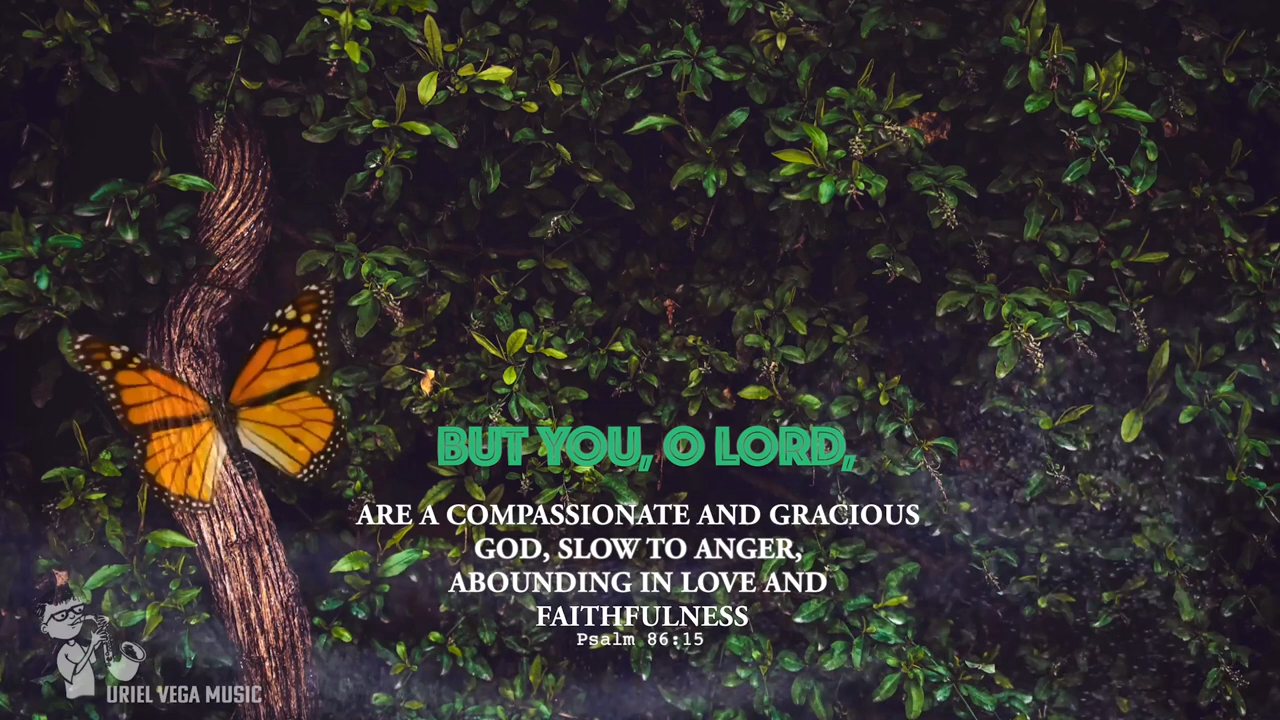 BUT YOU, O LORD,
ARE A COMPASSIONATE AND GRACIOUS
GOD, SLOW TO ANGER,
ABOUNDING IN LOVE AND
FAITHFULNESS
Psalm 86:15
URIEL VEGA MUSIC